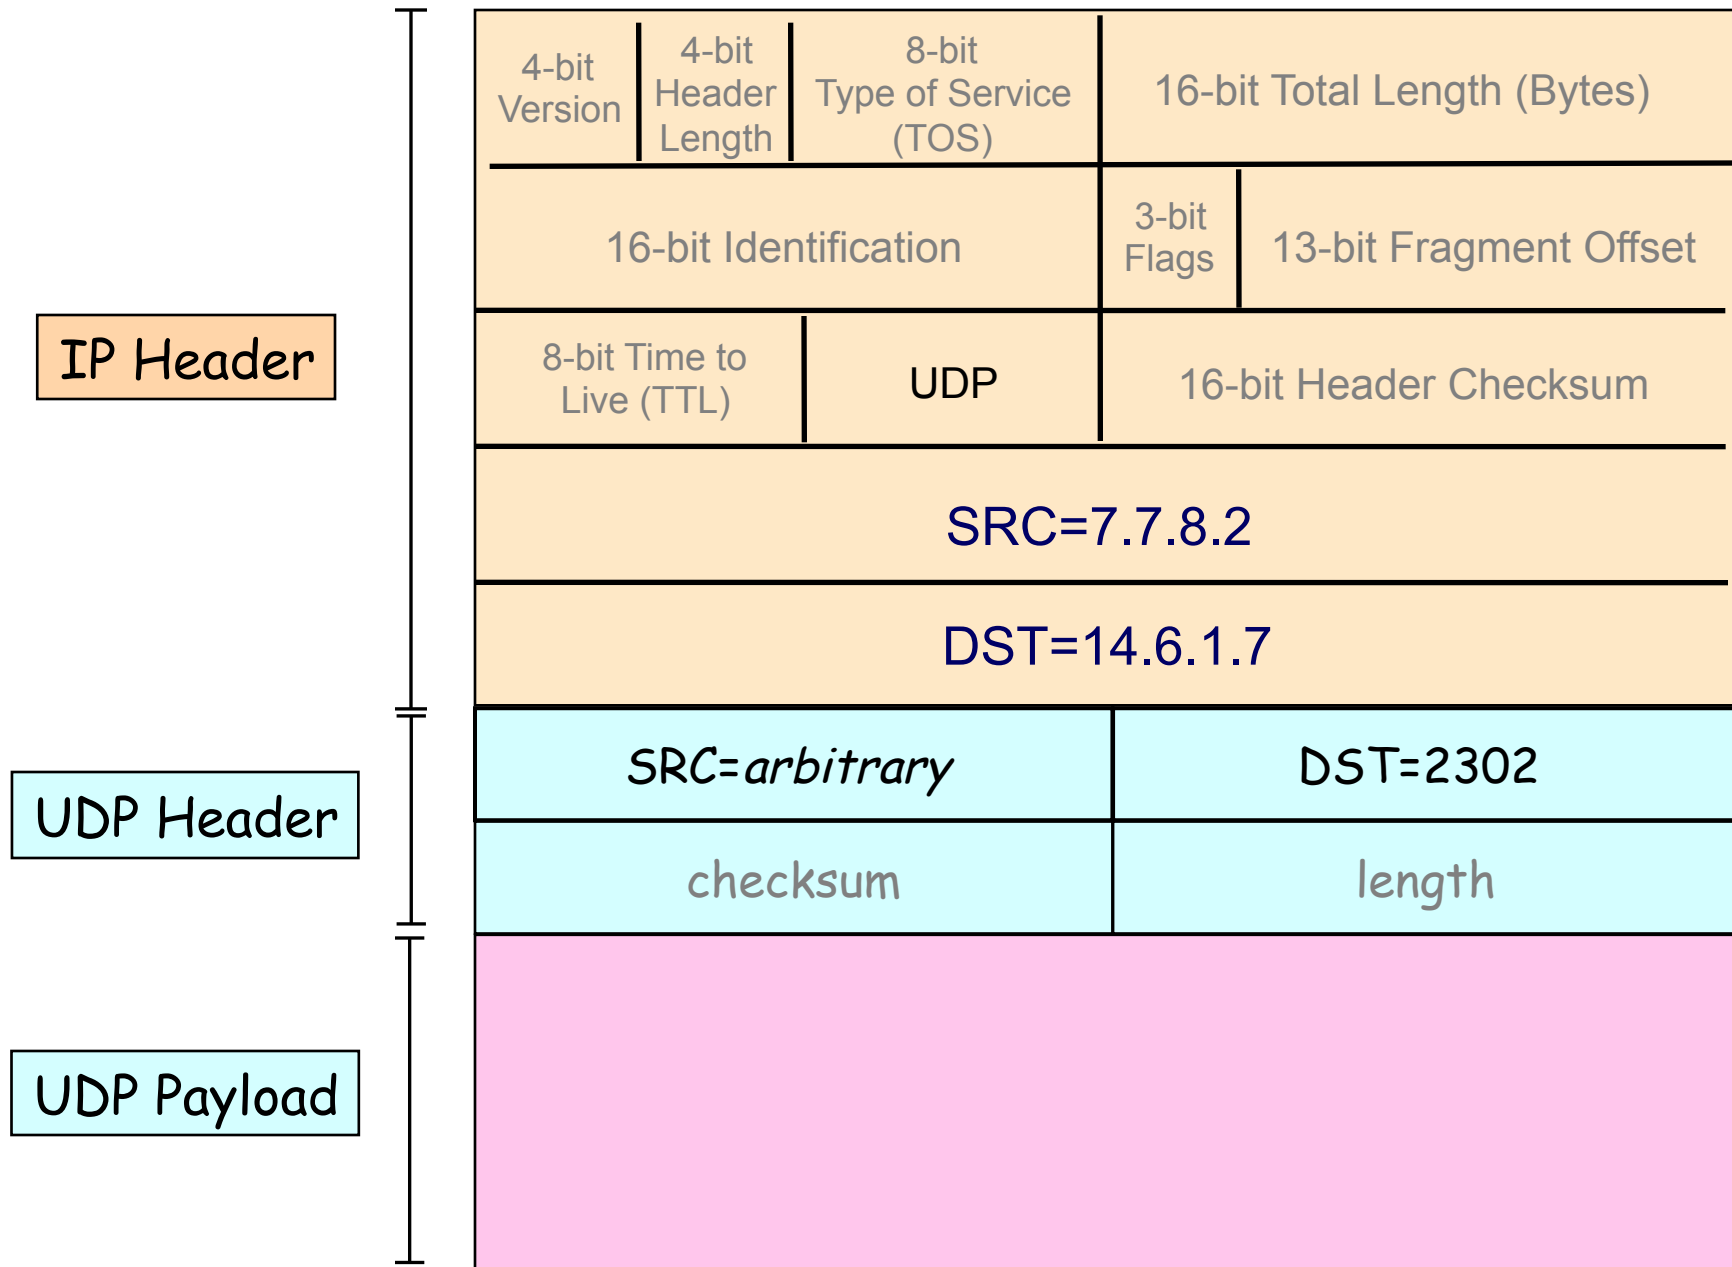 4-bit
Version
4-bit
Header
Length
8-bit
Type of Service
(TOS)
16-bit Total Length (Bytes)
16-bit Identification
3-bit
Flags
13-bit Fragment Offset
IP Header
8-bit Time to
Live (TTL)
UDP
16-bit Header Checksum
SRC=7.7.8.2
DST=14.6.1.7
UDP Header
SRC=arbitrary
DST=2302
checksum
length
UDP Payload